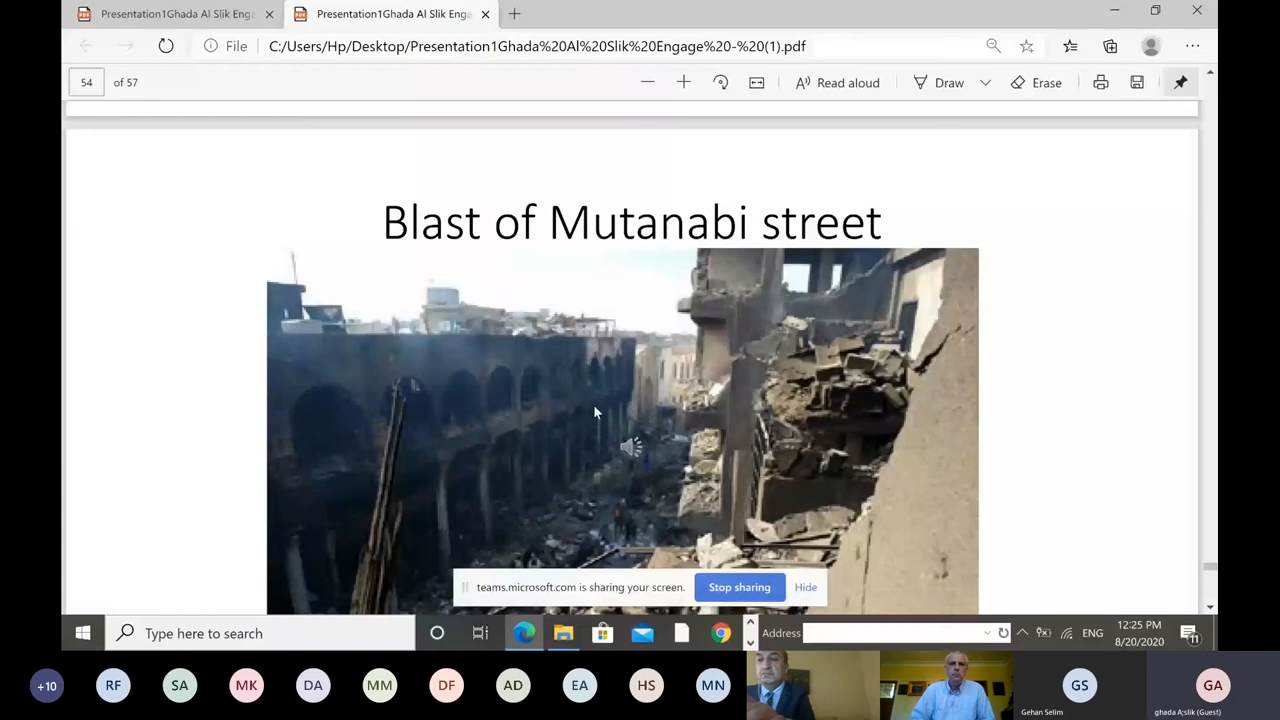 Presentation1Ghada Al Slik Enga
Presentation1Ghada Al Slik Enga
File
C:/Users/Hp/Desktop/Presentation1Ghada%20Al%20Slik%20Engage%20-%20(1).pdf
54 of 57
Read aloud
Draw
Erase
Blast of Mutanabi street
teams.microsoft.com is sharing your screen.
Stop sharing
Hide
Type here to search
Address
ENG
12:25 PM
8/20/2020
11
+10
RF
SA
MK
DA
MM
DF
AD
EA
HS
MN
GS
Gehan Selim
GA
ghada A;slik (Guest)